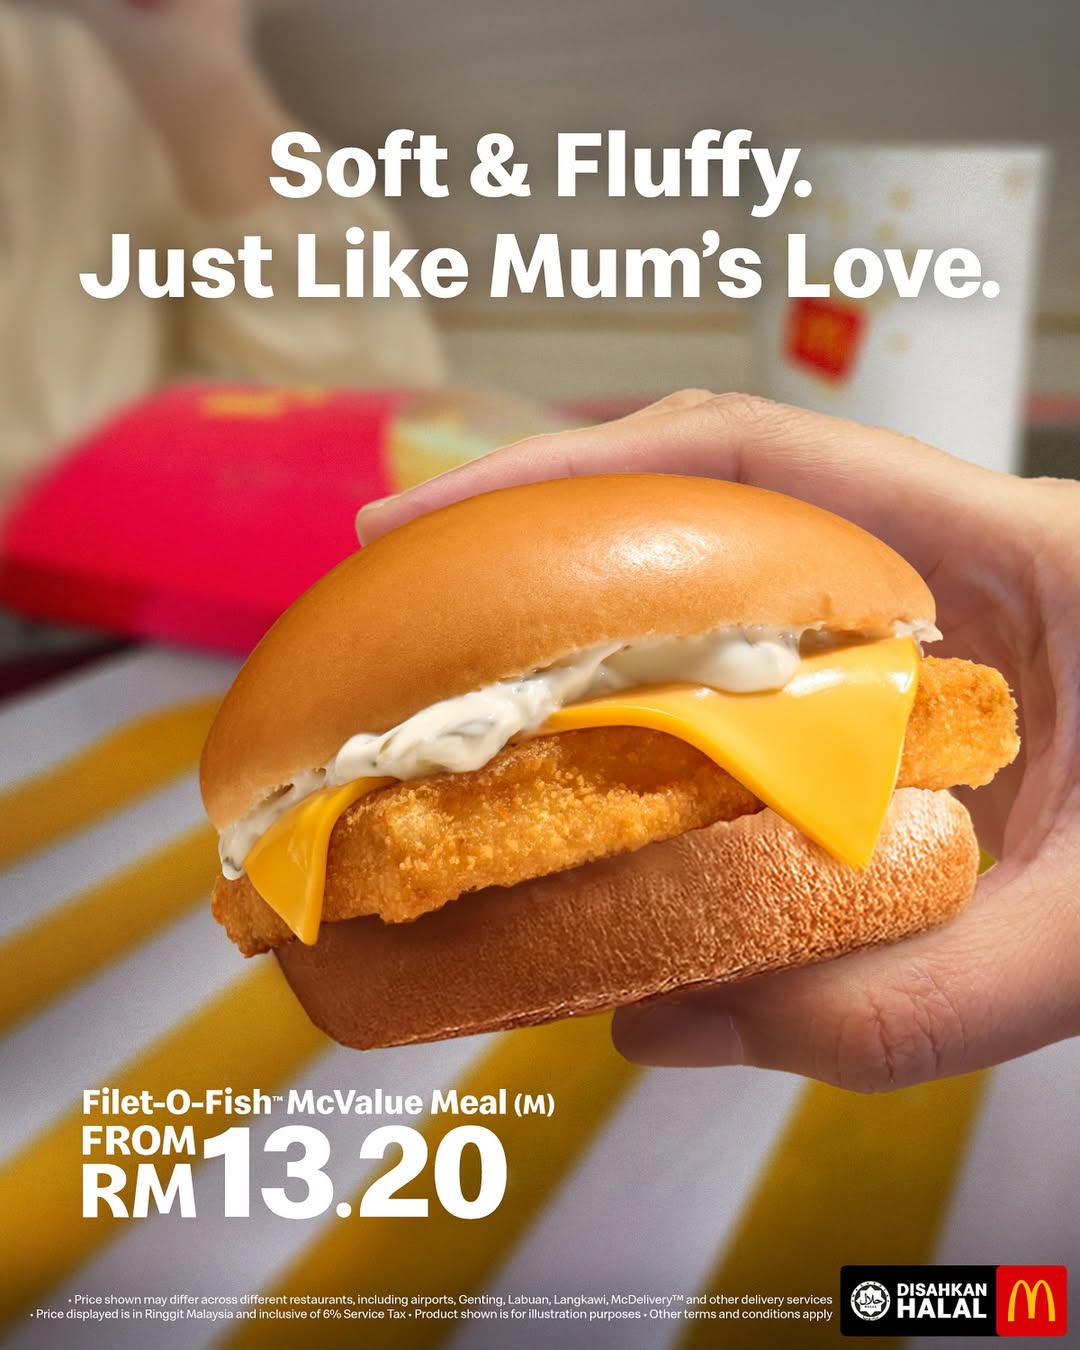 Soft & Fluffy.
Just Like Mum’s Love.
Filet-O-Fish™ McValue Meal (M)
FROM
RM 13.20
• Price shown may differ across different restaurants, including airports, Genting, Labuan, Langkawi, McDelivery™ and other delivery services
• Price displayed is in Ringgit Malaysia and inclusive of 6% Service Tax • Product shown is for illustration purposes • Other terms and conditions apply
DISAHKAN
HALAL